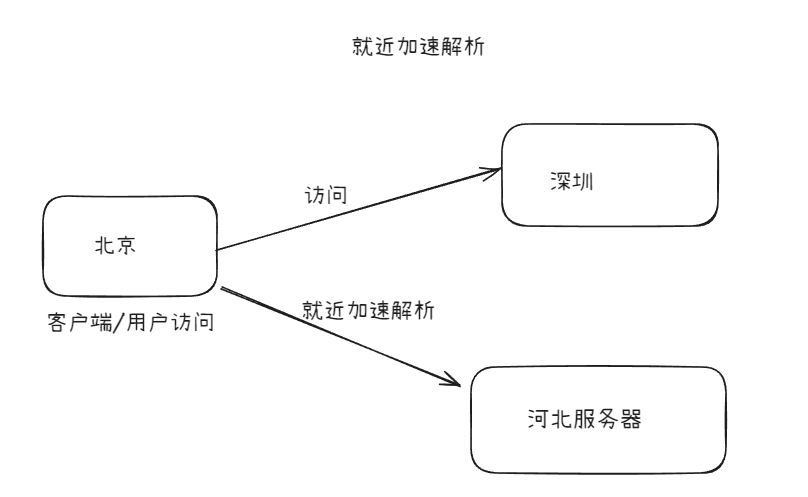 就近加速解析
深圳
访问
北京
就近加速解析
客户端/用户访问
河北服务器